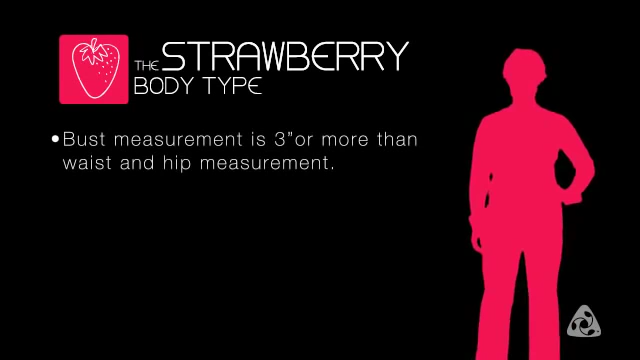 THE STRAWBERRY
BODY TYPE
•Bust measurement is 3”or more than
waist and hip measurement.